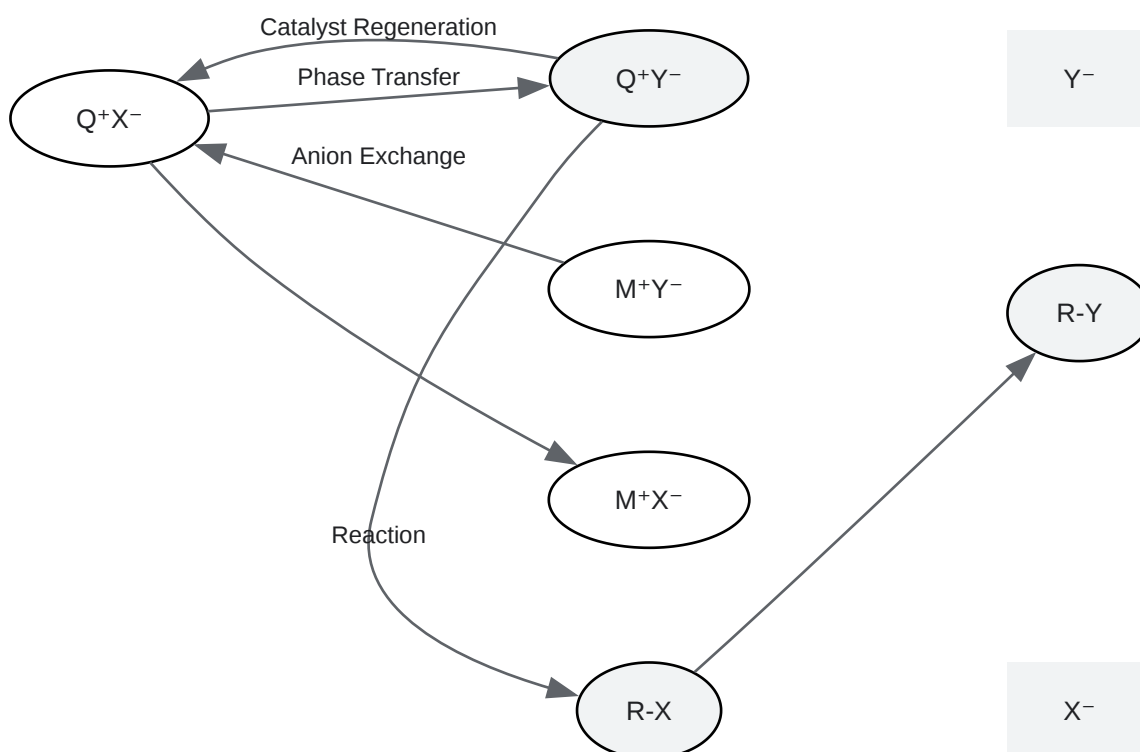 Catalyst Regeneration
Q⁺Y⁻
Y⁻
Phase Transfer
Q⁺X⁻
Anion Exchange
M⁺Y⁻
R-Y
M⁺X⁻
Reaction
R-X
X⁻